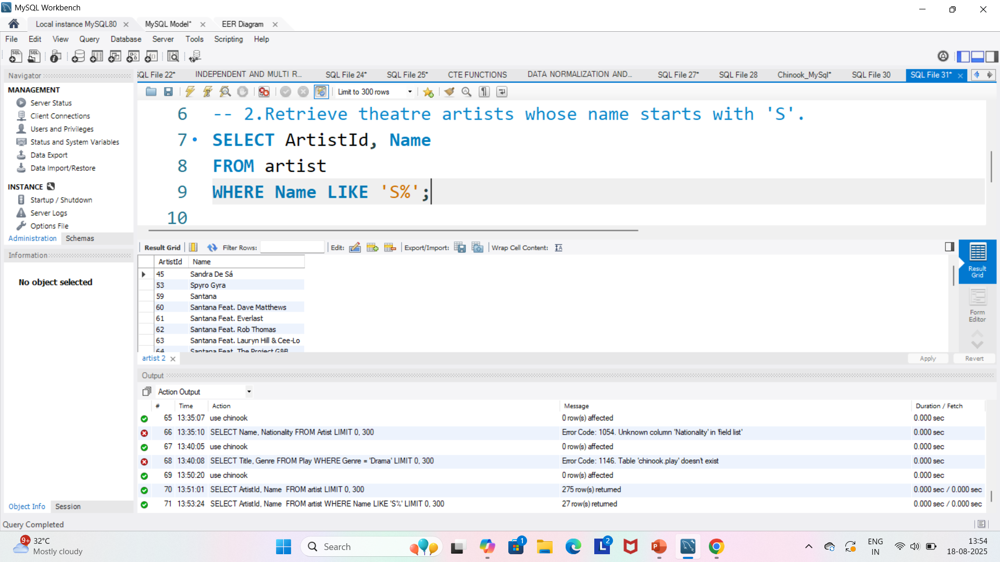 MySQL Workbench
Local instance MySQL80
MySQL Model*
EER Diagram
File Edit View Query Database Server Tools Scripting Help
Navigator
MANAGEMENT
Server Status
Client Connections
Users and Privileges
Status and System Variables
Data Export
Data Import/Restore
INSTANCE
Startup / Shutdown
Server Logs
Options File
Administration Schemas
Information
No object selected
Object Info Session
SQL File 22* INDEPENDENT AND MULTI R... SQL File 24* SQL File 25* CTE FUNCTIONS DATA NORMALIZATION AND... SQL File 27* SQL File 28 Chinook_MySql* SQL File 30 SQL File 31*
Limit to 300 rows
6 -- 2.Retrieve theatre artists whose name starts with 'S'.
7 SELECT ArtistId, Name
8 FROM artist
9 WHERE Name LIKE 'S%';
10
Result Grid Filter Rows: Edit: Export/Import: Wrap Cell Content:
ArtistId Name
45 Sandra De Sá
53 Spyro Gyra
59 Santana
60 Santana Feat. Dave Matthews
61 Santana Feat. Everlast
62 Santana Feat. Rob Thomas
63 Santana Feat. Lauryn Hill & Cee-Lo
64 Santana Feat. The Project G&B
Result Grid
Form Editor
artist 2
Apply Revert
Output
Action Output
# Time Action Message Duration / Fetch
65 13:35:07 use chinook 0 row(s) affected 0.000 sec
66 13:35:10 SELECT Name, Nationality FROM Artist LIMIT 0, 300 Error Code: 1054. Unknown column 'Nationality' in 'field list' 0.000 sec
67 13:40:05 use chinook 0 row(s) affected 0.000 sec
68 13:40:08 SELECT Title, Genre FROM Play WHERE Genre = 'Drama' LIMIT 0, 300 Error Code: 1146. Table 'chinook.play' doesn't exist 0.000 sec
69 13:50:20 use chinook 0 row(s) affected 0.000 sec
70 13:51:01 SELECT ArtistId, Name FROM artist LIMIT 0, 300 275 row(s) returned 0.000 sec / 0.000 sec
71 13:53:24 SELECT ArtistId, Name FROM artist WHERE Name LIKE 'S%' LIMIT 0, 300 27 row(s) returned 0.000 sec / 0.000 sec
Query Completed
9+
32°C
Mostly cloudy
Search
1
2
ENG
IN
13:54
18-08-2025